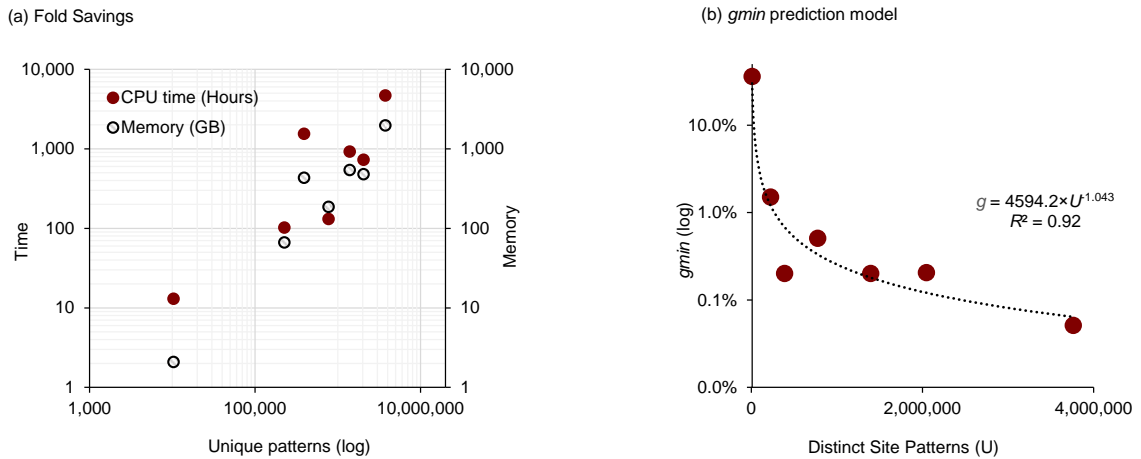 (a) Fold Savings
10,000
1,000
100
10
1
Time
CPU time (Hours)
Memory (GB)
10,000
1,000
100
10
1
Memory
1,000
100,000
10,000,000
Unique patterns (log)
(b) gmin prediction model
10.0%
1.0%
0.1%
0.0%
gmin (log)
g = 4594.2×U^-1.043
R² = 0.92
0
2,000,000
4,000,000
Distinct Site Patterns (U)